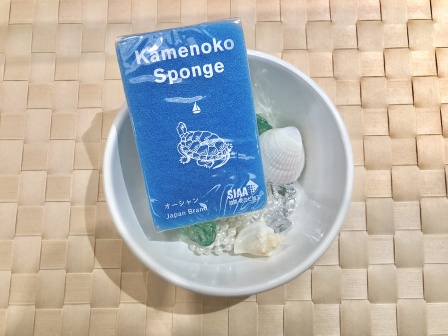 Kamenoko
Sponge
オーシャン
Japan Brand
SIAA